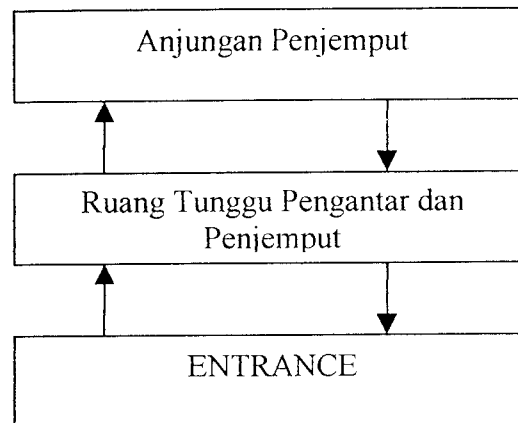 Anjungan Penjemput
Ruang Tunggu Pengantar dan
Penjemput
ENTRANCE